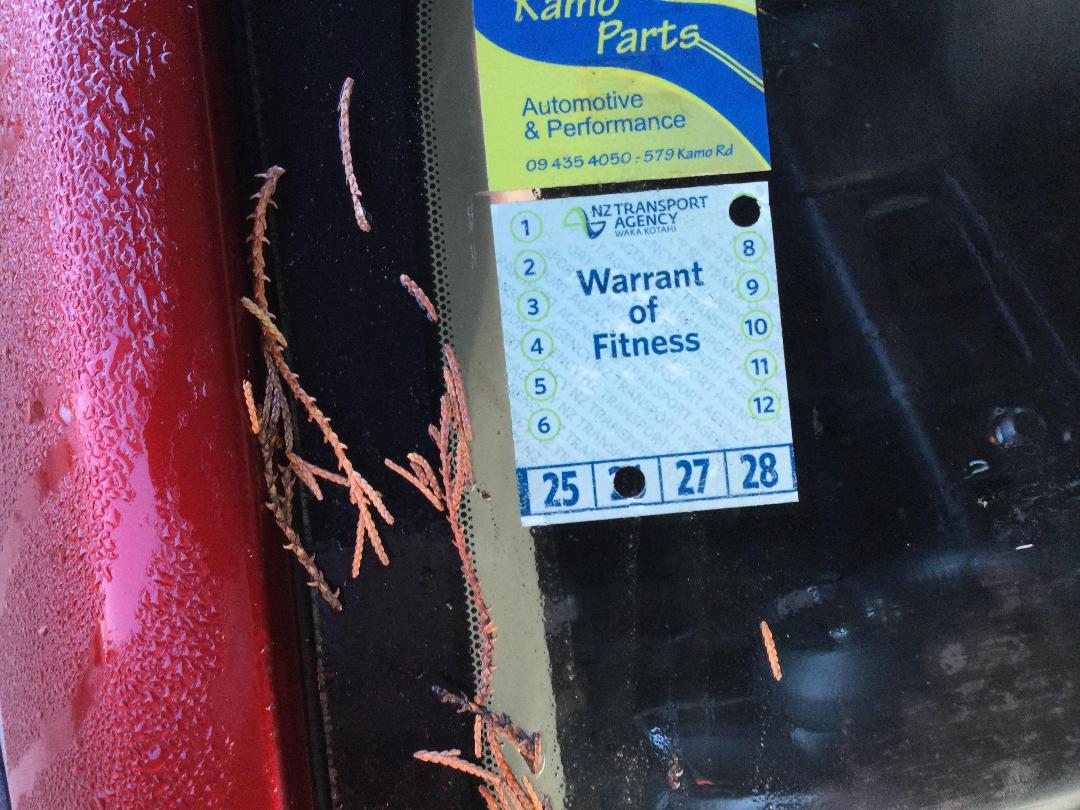 Kamo
Parts
Automotive
& Performance
09 435 4050 - 579 Kamo Rd
NZ TRANSPORT
AGENCY
WAKA KOTAHI
Warrant
of
Fitness
1
2
3
4
5
6
8
9
10
11
12
25 27 28